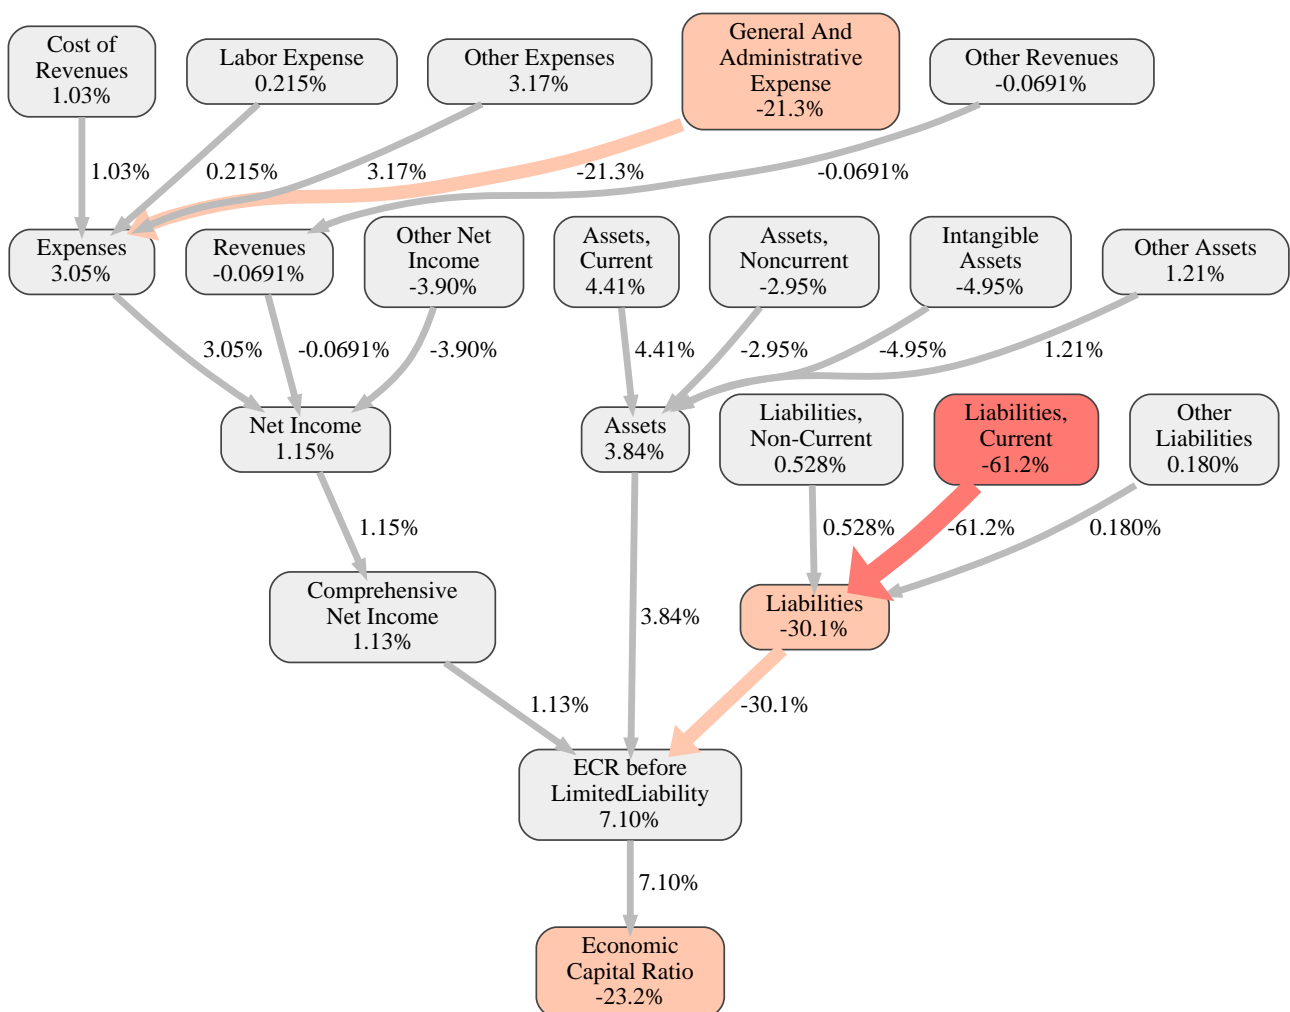 Cost of
Revenues
1.03%
Labor Expense
0.215%
Other Expenses
3.17%
General And
Administrative
Expense
-21.3%
Other Revenues
-0.0691%
1.03%
0.215%
3.17%
-21.3%
-0.0691%
Expenses
3.05%
Revenues
-0.0691%
Other Net
Income
-3.90%
Assets,
Current
4.41%
Assets,
Noncurrent
-2.95%
Intangible
Assets
-4.95%
Other Assets
1.21%
3.05%
-0.0691%
-3.90%
4.41%
-2.95%
-4.95%
1.21%
Net Income
1.15%
Assets
3.84%
Liabilities,
Non-Current
0.528%
Liabilities,
Current
-61.2%
Other
Liabilities
0.180%
1.15%
0.528%
-61.2%
0.180%
Comprehensive
Net Income
1.13%
3.84%
Liabilities
-30.1%
1.13%
-30.1%
ECR before
LimitedLiability
7.10%
7.10%
Economic
Capital Ratio
-23.2%